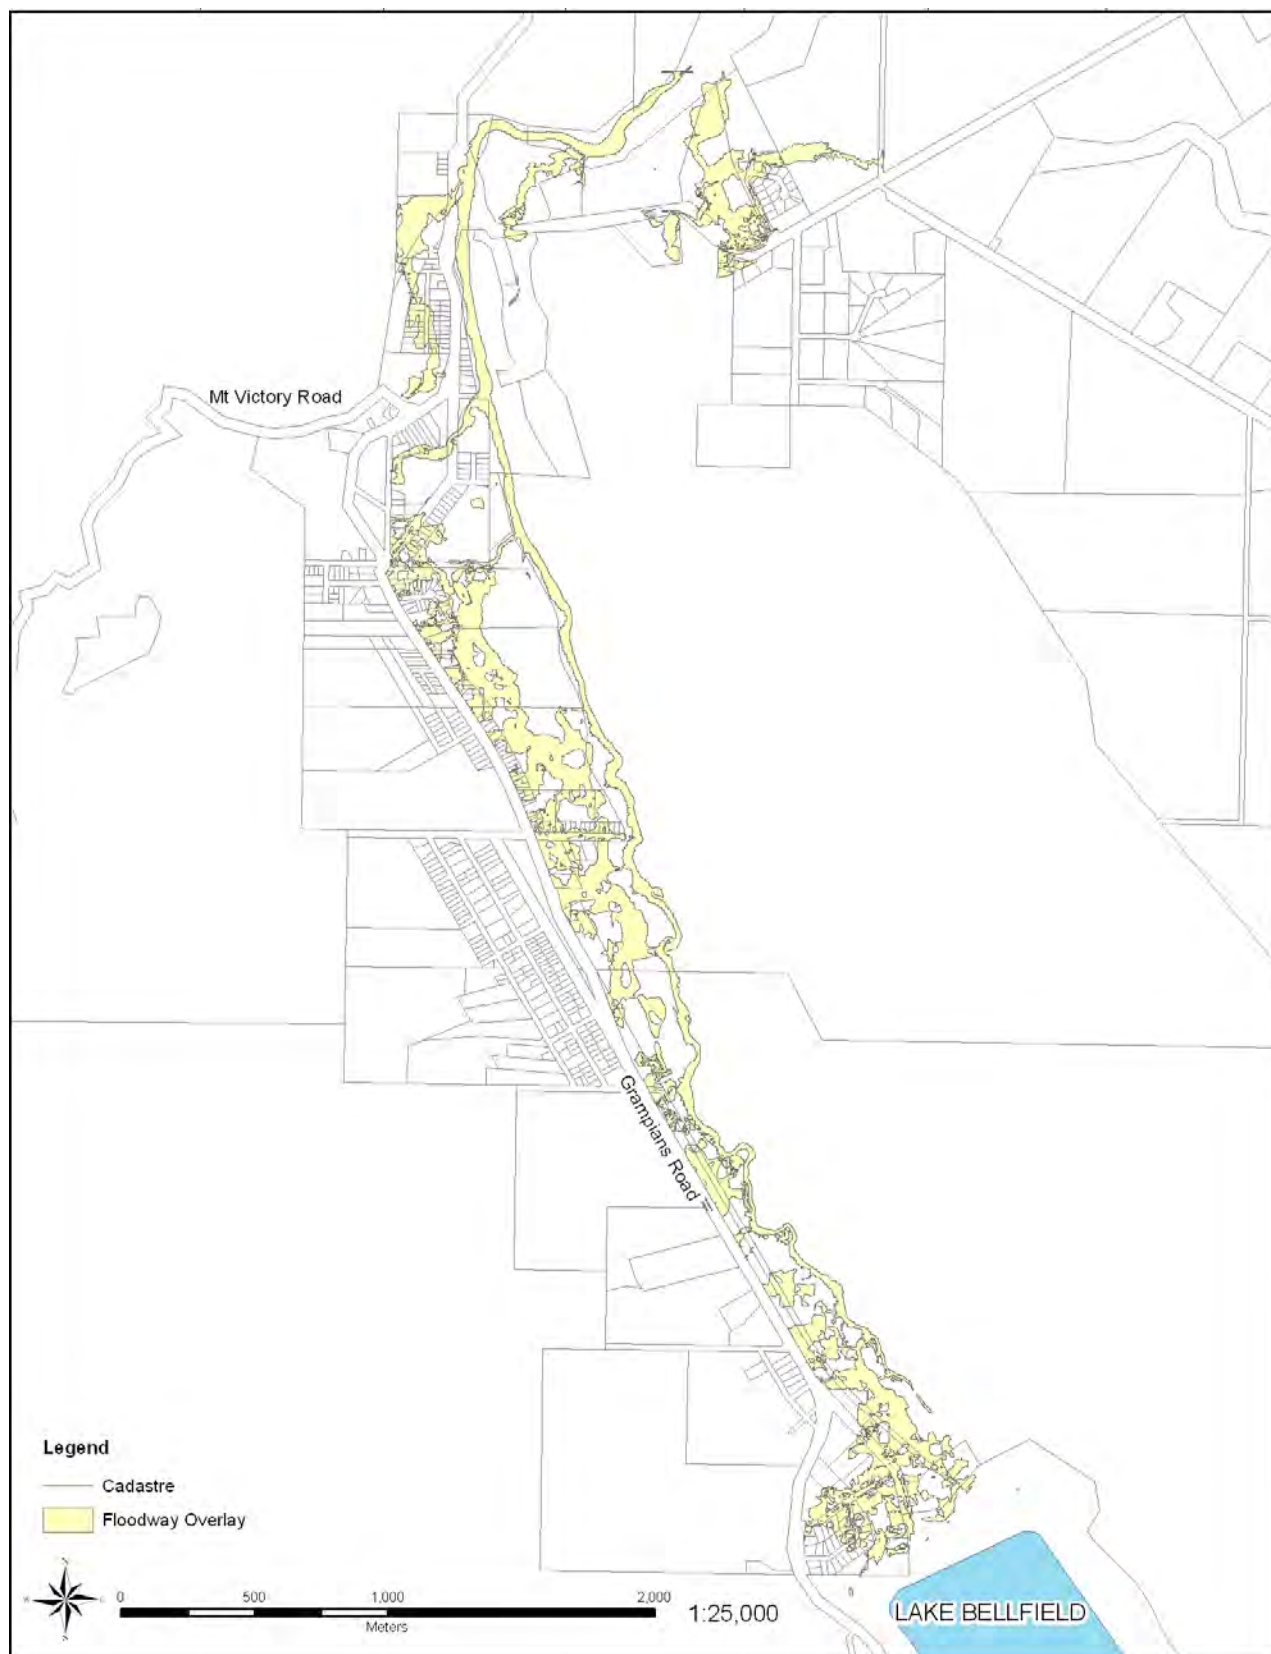 Mt Victory Road
Grampians Road
Legend
Cadastre
Floodway Overlay
0 500 1,000 2,000
Meters
1:25,000
LAKE BELLFIELD